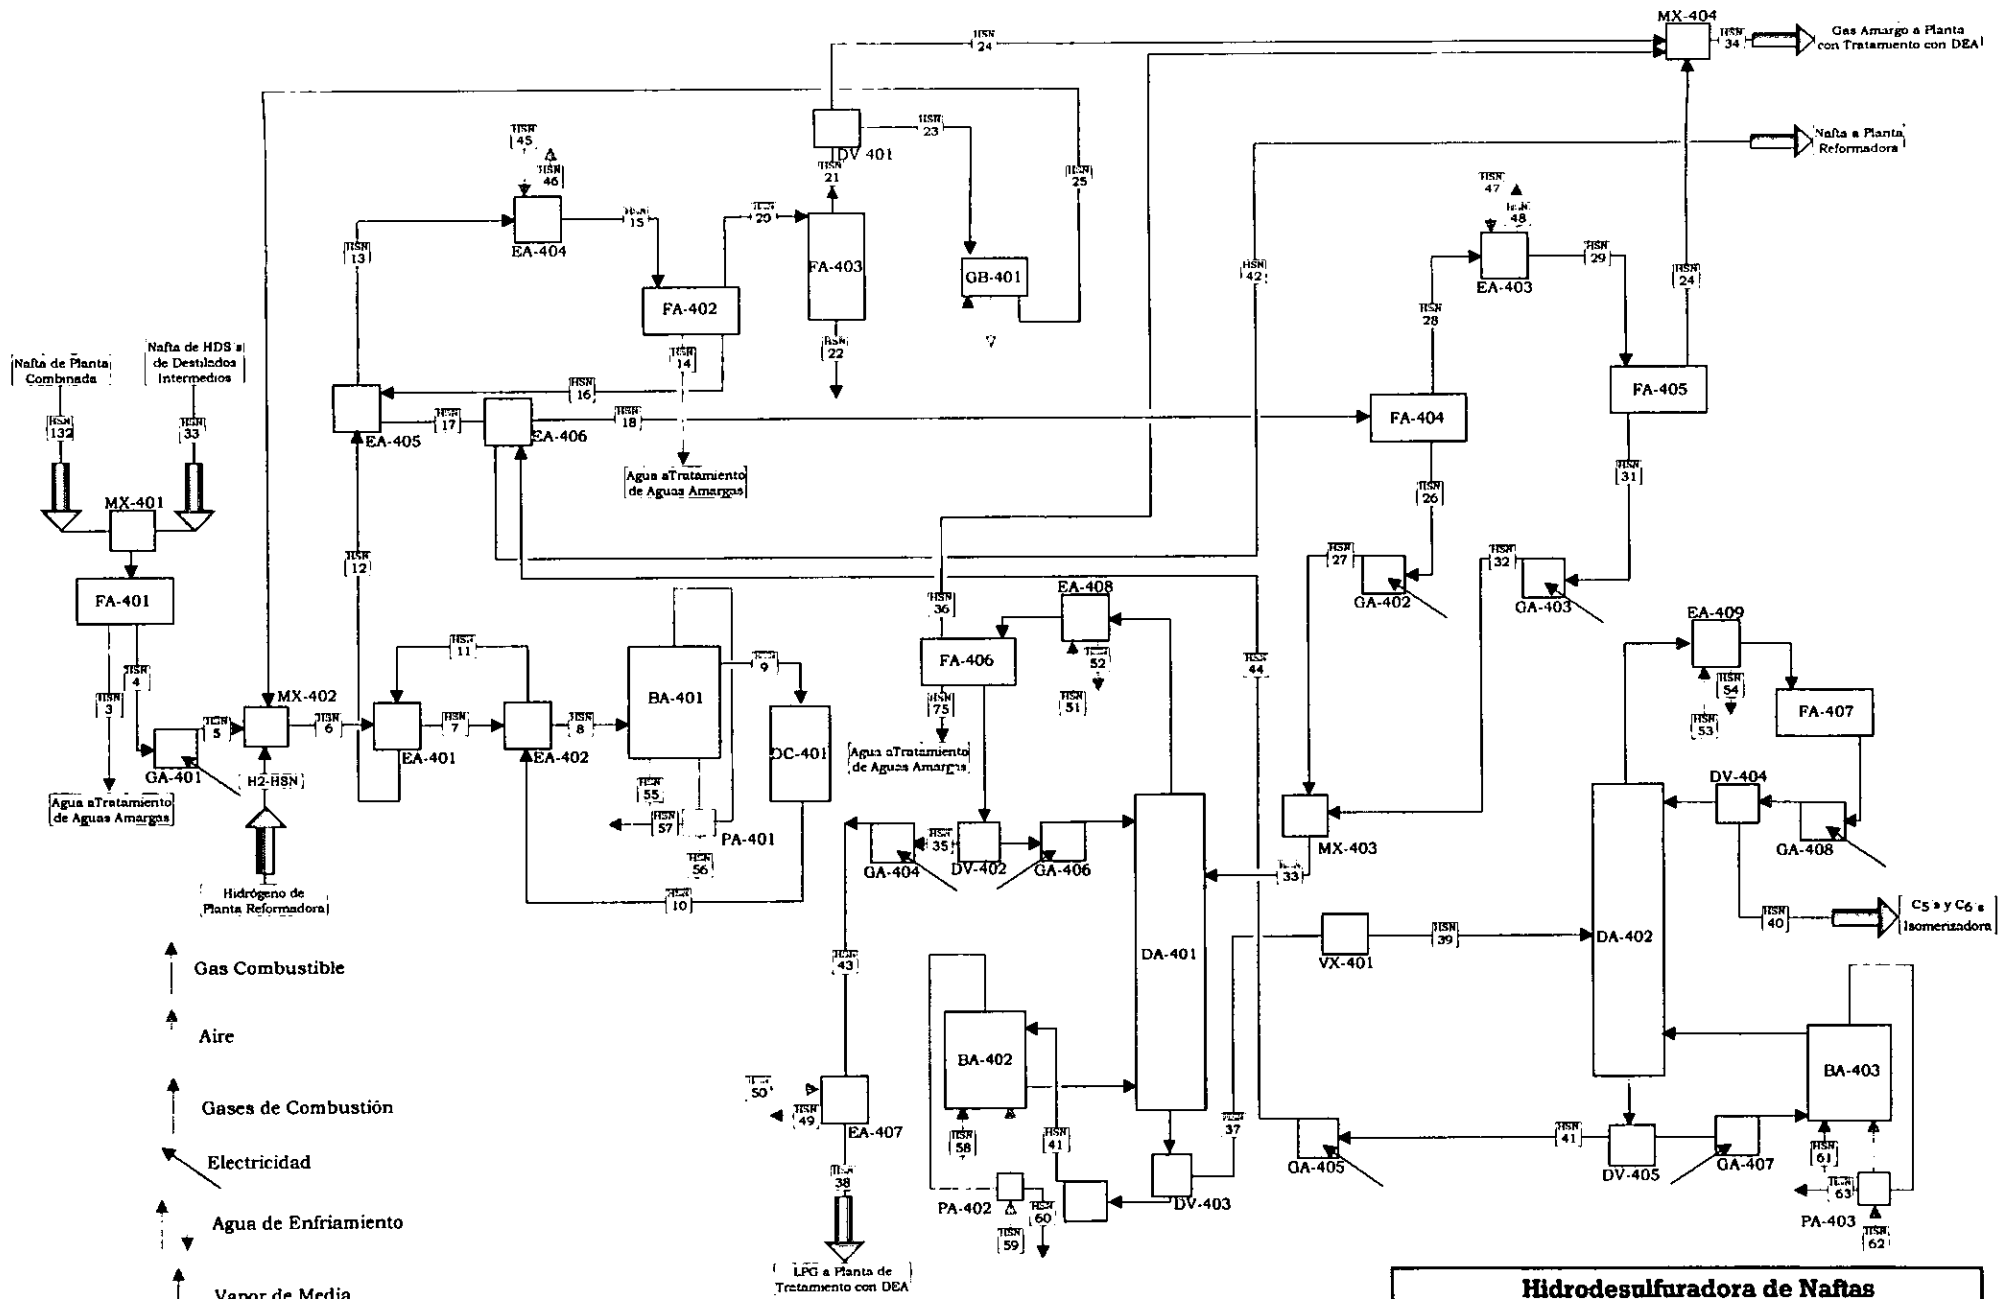 MX-404
HSN
24
HSN
34
Gas Amargo a Planta
con Tratamiento con DEA
HSN
45
HSN
46
EA-404
HSN
15
HSN
20
DV-401
HSN
21
HSN
23
HSN
25
Nafta a Planta
Reformadora
HSN
47
HSN
48
EA-403
HSN
29
HSN
13
FA-402
FA-403
GB-401
HSN
42
HSN
28
HSN
24
HSN
14
HSN
22
Nafta de Planta
Combinada
Nafta de HDS's
de Destilados
Intermedios
HSN
132
HSN
33
HSN
16
EA-405
HSN
17
EA-406
HSN
18
FA-404
FA-405
Agua aTratamiento
de Aguas Amargas
HSN
26
HSN
31
MX-401
FA-401
HSN
12
HSN
27
GA-402
HSN
32
GA-403
HSN
3
HSN
4
HSN
5
GA-401
MX-402
HSN
6
H2-HSN
HSN
11
EA-401
HSN
7
EA-402
HSN
8
BA-401
HSN
9
DC-401
HSN
36
FA-406
EA-408
HSN
52
HSN
51
HSN
75
HSN
44
EA-409
HSN
54
HSN
53
FA-407
Agua aTratamiento
de Aguas Amargas
Agua aTratamiento
de Aguas Amargas
HSN
55
HSN
57
PA-401
HSN
56
HSN
10
GA-404
HSN
35
DV-402
GA-406
MX-403
HSN
33
DV-404
GA-408
Hidrógeno de
Planta Reformadora
HSN
40
C5's y C6's
Isomerizadora
Gas Combustible
Aire
Gases de Combustión
Electricidad
Agua de Enfriamiento
Vapor de Media
HSN
43
DA-401
VX-401
HSN
39
DA-402
BA-402
BA-403
HSN
50
HSN
49
EA-407
HSN
58
HSN
41
HSN
37
GA-405
HSN
41
DV-405
GA-407
HSN
61
HSN
38
PA-402
HSN
60
HSN
59
DV-403
HSN
63
PA-403
HSN
62
LPG a Planta de
Tratamiento con DEA
Hidrodesulfuradora de Naftas